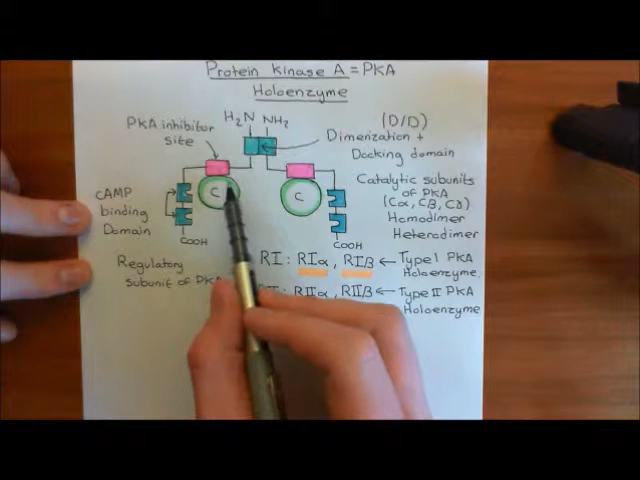 Protein kinase A = PKA
Holoenzyme
PKA inhibitor
site
H₂N NH₂
(D/D)
Dimerization +
Docking domain
C
C
Catalytic subunits
of PKA
(Cα, Cβ, Cγ)
Homodimer
Heterodimer
CAMP
binding
Domain
COOH
COOH
Regulatory
subunit of PKA
RI: RIα, RIβ ← Type I PKA
Holoenzyme.
RIIα, RIIβ ← Type II PKA
Holoenzyme